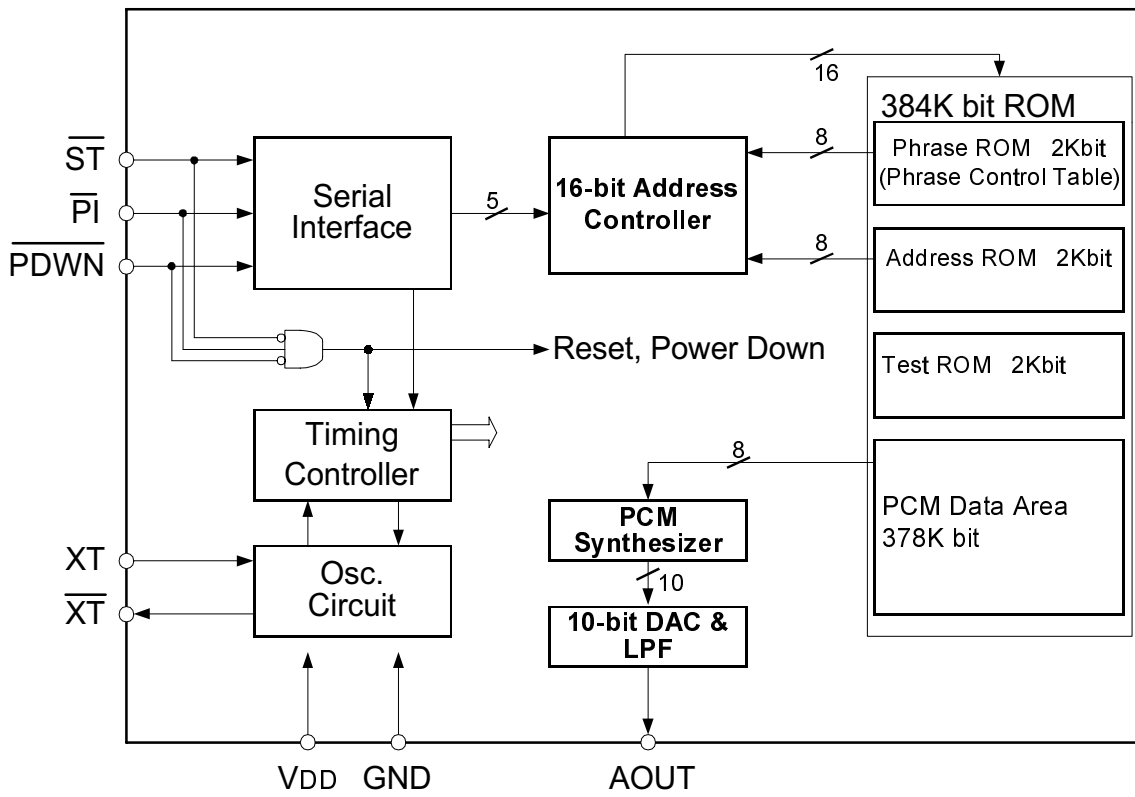 16
384K bit ROM
ST
PI
PDWN
Serial
Interface
5
16-bit Address
Controller
8
Phrase ROM 2Kbit
(Phrase Control Table)
8
Address ROM 2Kbit
Reset, Power Down
Test ROM 2Kbit
Timing
Controller
8
PCM Data Area
378K bit
PCM
Synthesizer
10
XT
XT
Osc.
Circuit
10-bit DAC &
LPF
VDD
GND
AOUT